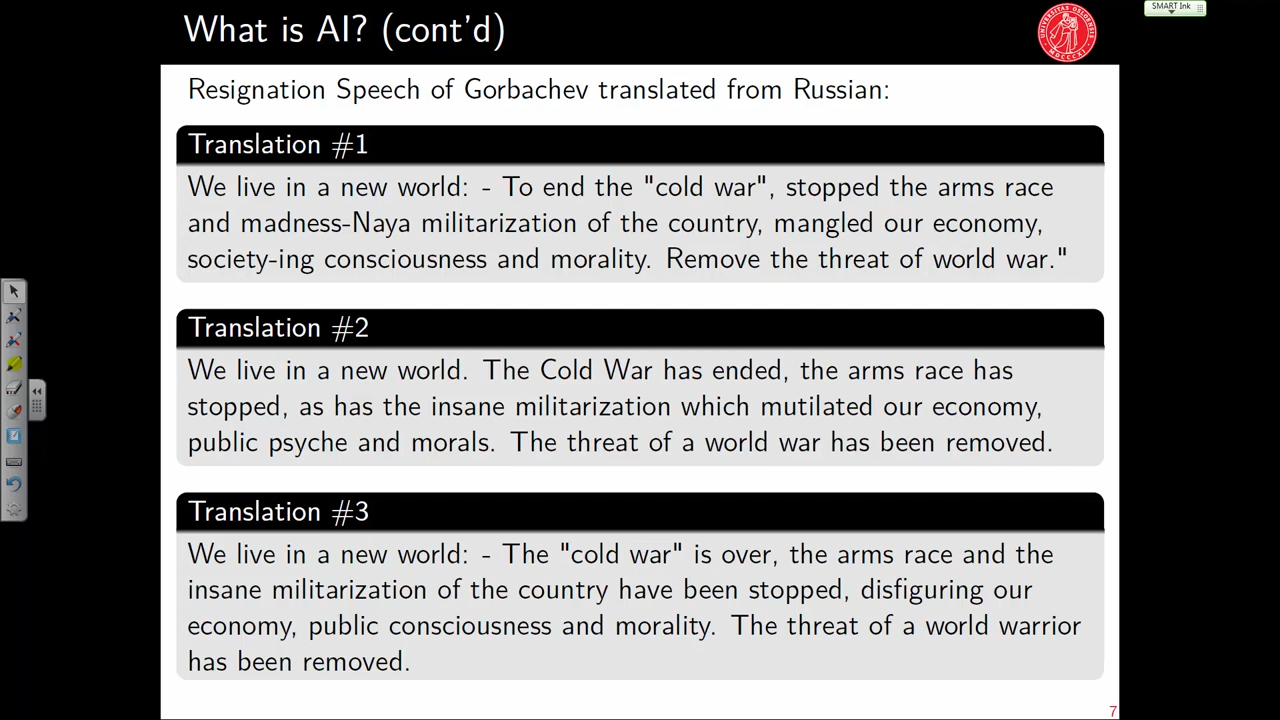 What is AI? (cont'd)
SMART Ink
UNIVERSITAS OSLOENSIS
MDCCCXI
Resignation Speech of Gorbachev translated from Russian:
Translation #1
We live in a new world: - To end the "cold war", stopped the arms race
and madness-Naya militarization of the country, mangled our economy,
society-ing consciousness and morality. Remove the threat of world war."
Translation #2
We live in a new world. The Cold War has ended, the arms race has
stopped, as has the insane militarization which mutilated our economy,
public psyche and morals. The threat of a world war has been removed.
Translation #3
We live in a new world: - The "cold war" is over, the arms race and the
insane militarization of the country have been stopped, disfiguring our
economy, public consciousness and morality. The threat of a world warrior
has been removed.
7